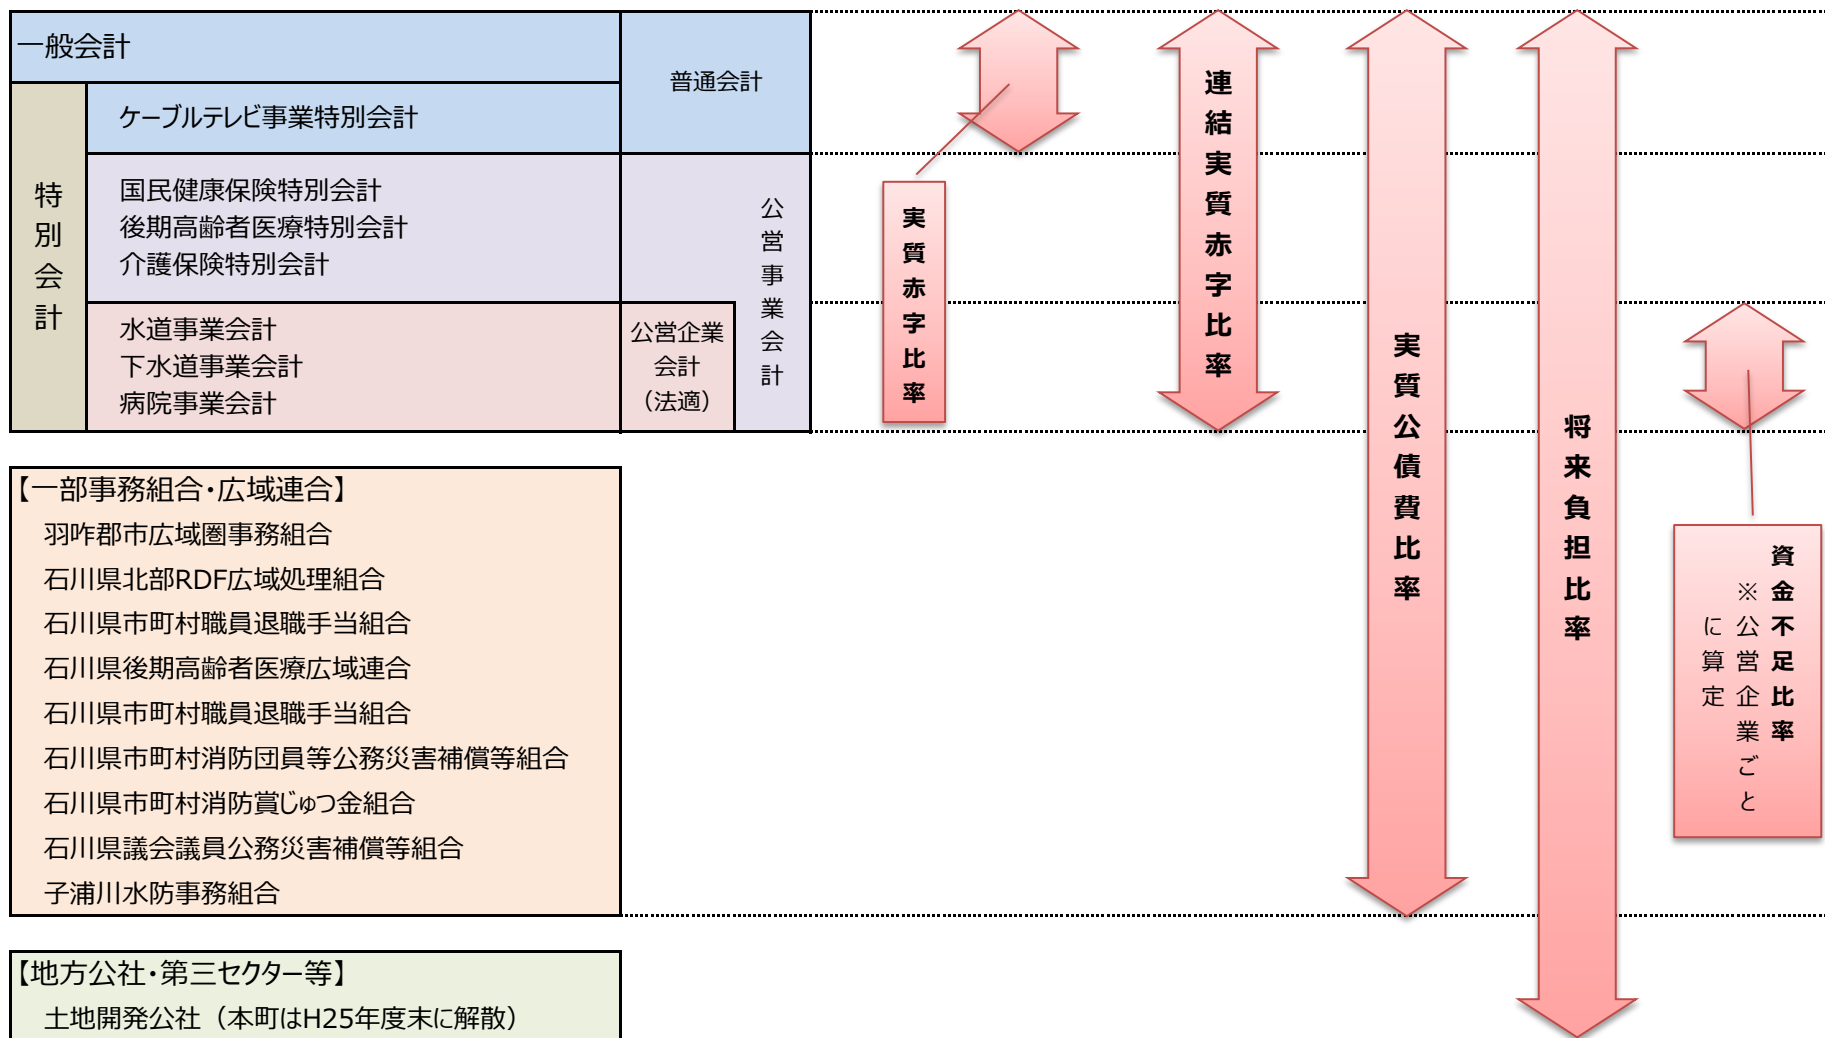 一般会計
普通会計
特別会計
ケーブルテレビ事業特別会計
国民健康保険特別会計
後期高齢者医療特別会計
介護保険特別会計
公営事業会計
水道事業会計
下水道事業会計
病院事業会計
公営企業
会計
（法適）
実質赤字比率
連結実質赤字比率
実質公債費比率
将来負担比率
資金不足比率
※公営企業ごと
に算定
【一部事務組合・広域連合】
羽咋郡市広域圏事務組合
石川県北部RDF広域処理組合
石川県市町村職員退職手当組合
石川県後期高齢者医療広域連合
石川県市町村職員退職手当組合
石川県市町村消防団員等公務災害補償等組合
石川県市町村消防賞じゅつ金組合
石川県議会議員公務災害補償等組合
子浦川水防事務組合
【地方公社・第三セクター等】
土地開発公社（本町はH25年度末に解散）